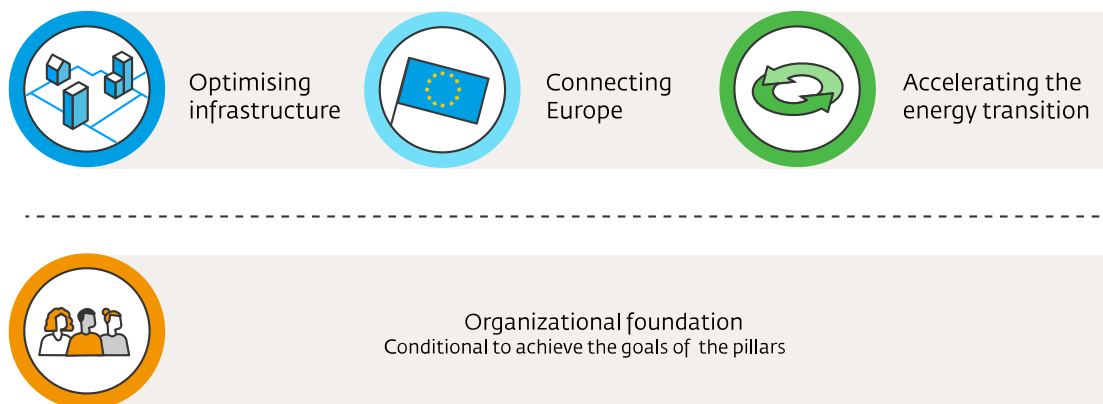 Optimising
infrastructure
Connecting
Europe
Accelerating the
energy transition
Organizational foundation
Conditional to achieve the goals of the pillars